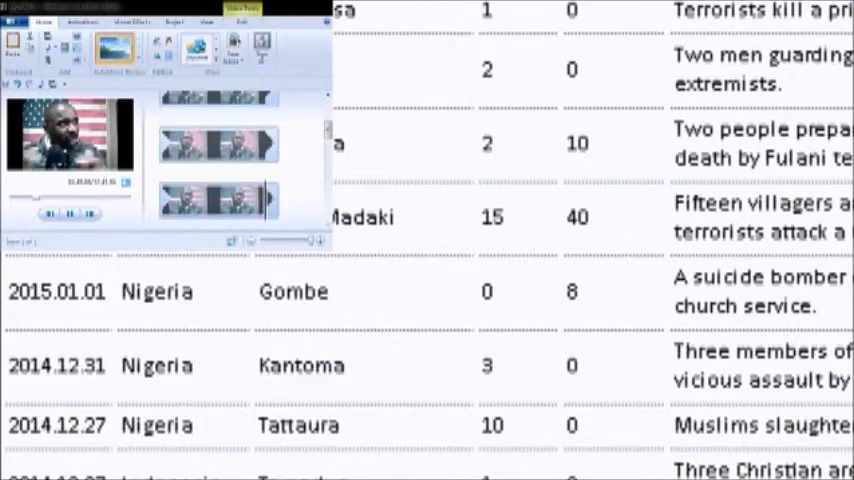 sa 1 0 Terrorists kill a pri
2 0 Two men guarding
extremists.
a 2 10 Two people prepa
death by Fulani te
Madaki 15 40 Fifteen villagers a
terrorists attack a
2015.01.01 Nigeria Gombe 0 8 A suicide bomber
church service.
2014.12.31 Nigeria Kantoma 3 0 Three members of
vicious assault by
2014.12.27 Nigeria Tattaura 10 0 Muslims slaughte
Three Christian are